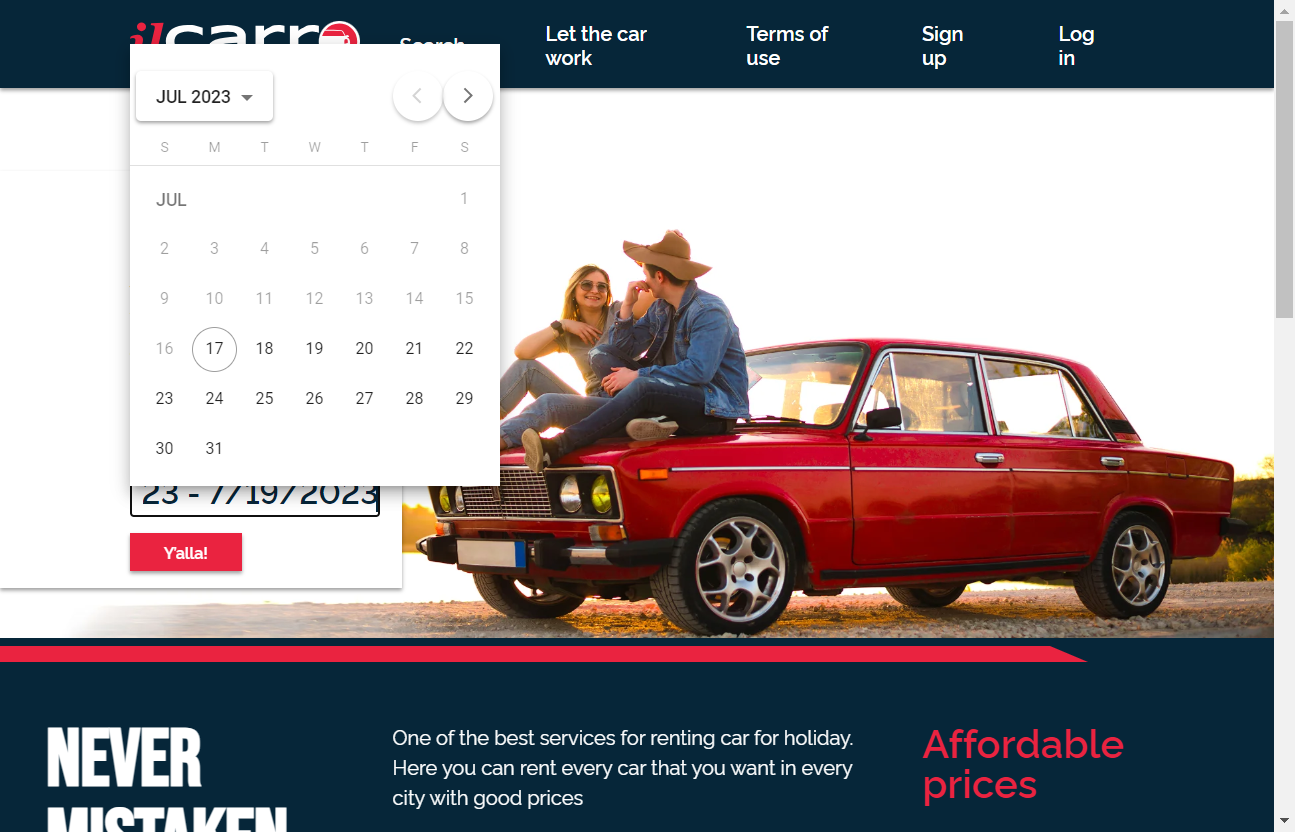 ilcarro
Search
Let the car
work
Terms of
use
Sign
up
Log
in
JUL 2023
S M T W T F S
JUL 1
2 3 4 5 6 7 8
9 10 11 12 13 14 15
16 17 18 19 20 21 22
23 24 25 26 27 28 29
30 31
23 - 7/19/2023
Y'alla!
NEVER
MISTAKEN
One of the best services for renting car for holiday.
Here you can rent every car that you want in every
city with good prices
Affordable
prices